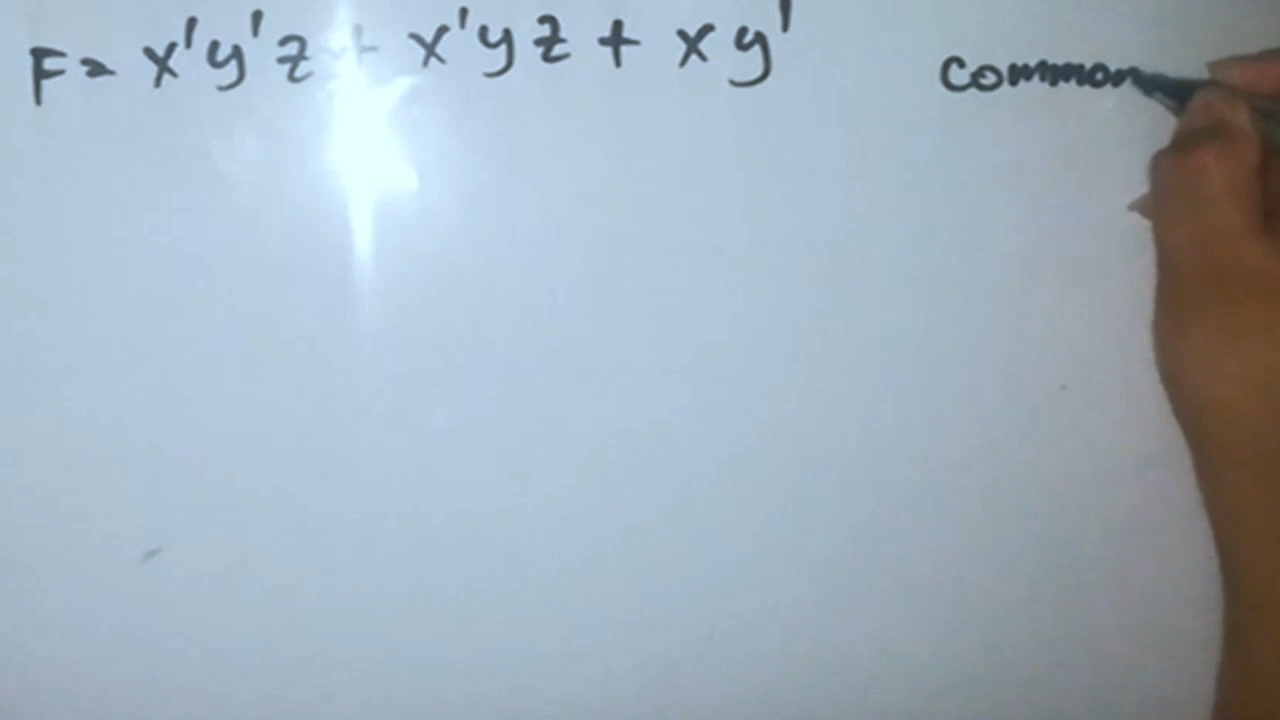 F = x'y'z + x'yz + xy'
common